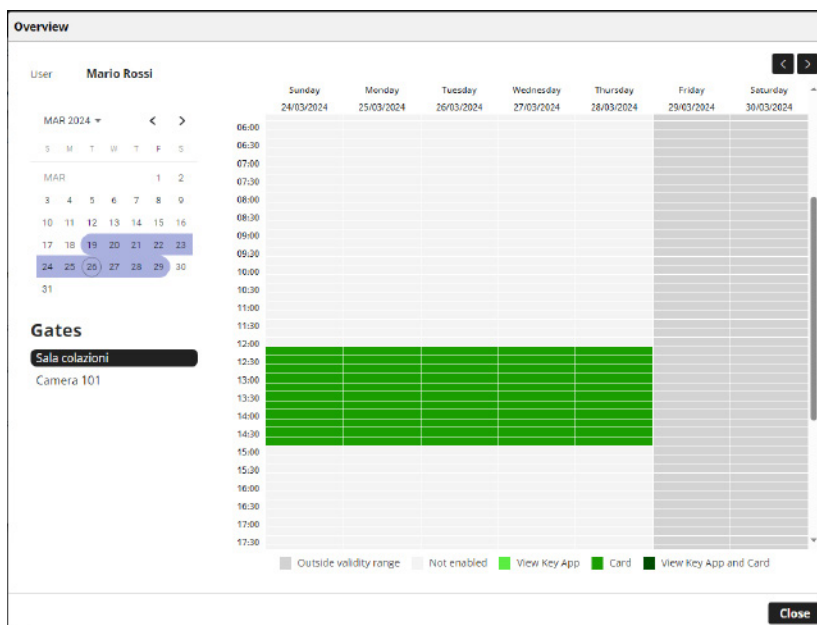 Overview
User Mario Rossi
MAR 2024
S M T W T F S
MAR 1 2
3 4 5 6 7 8 9
10 11 12 13 14 15 16
17 18 19 20 21 22 23
24 25 26 27 28 29 30
31
Gates
Sala colazioni
Camera 101
Sunday Monday Tuesday Wednesday Thursday Friday Saturday
24/03/2024 25/03/2024 26/03/2024 27/03/2024 28/03/2024 29/03/2024 30/03/2024
06:00
06:30
07:00
07:30
08:00
08:30
09:00
09:30
10:00
10:30
11:00
11:30
12:00
12:30
13:00
13:30
14:00
14:30
15:00
15:30
16:00
16:30
17:00
17:30
Outside validity range Not enabled View Key App Card View Key App and Card
Close